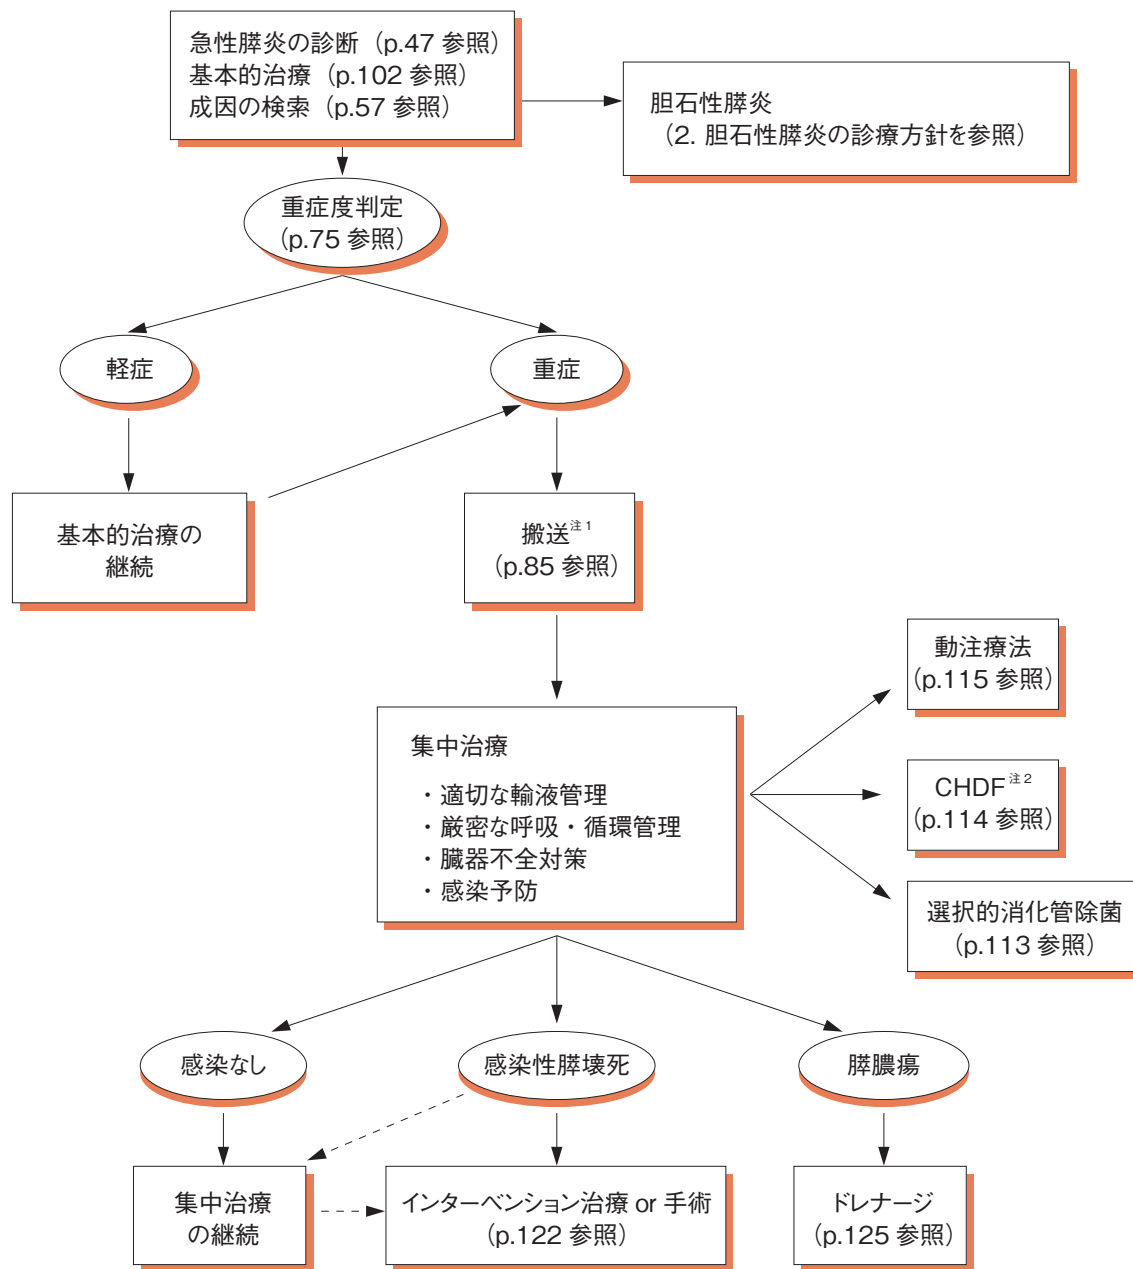 急性膵炎の診断（p.47 参照）
基本的治療（p.102 参照）
成因の検索（p.57 参照）
胆石性膵炎
（2. 胆石性膵炎の診療方針を参照）
重症度判定
（p.75 参照）
軽症
重症
基本的治療の
継続
搬送注1
（p.85 参照）
動注療法
（p.115 参照）
集中治療
・適切な輸液管理
・厳密な呼吸・循環管理
・臓器不全対策
・感染予防
CHDF注2
（p.114 参照）
選択的消化管除菌
（p.113 参照）
感染なし
感染性膵壊死
膵膿瘍
集中治療
の継続
インターベンション治療 or 手術
（p.122 参照）
ドレナージ
（p.125 参照）